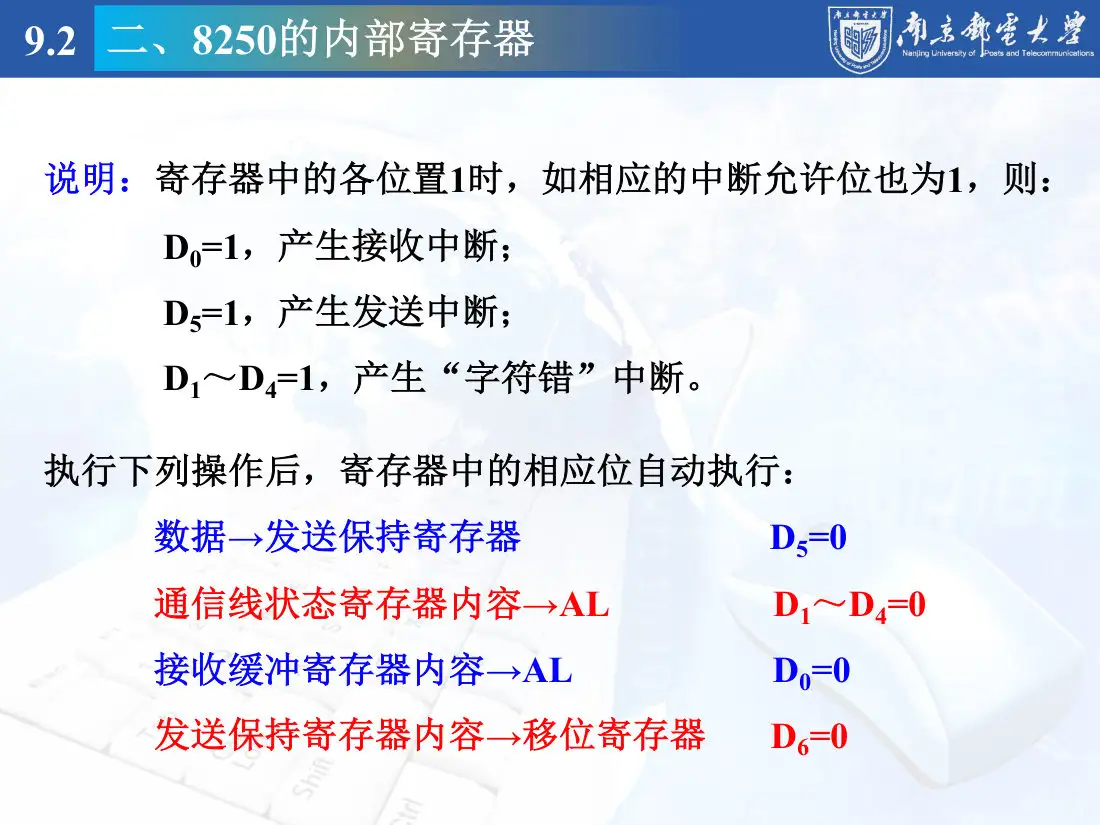 9.2 二、8250的内部寄存器
南京邮电大学
Nanjing University of Posts and Telecommunications
说明：寄存器中的各位置1时，如相应的中断允许位也为1，则：
D0=1，产生接收中断；
D5=1，产生发送中断；
D1～D4=1，产生“字符错”中断。
执行下列操作后，寄存器中的相应位自动执行：
数据→发送保持寄存器 D5=0
通信线状态寄存器内容→AL D1～D4=0
接收缓冲寄存器内容→AL D0=0
发送保持寄存器内容→移位寄存器 D6=0
Shift
Ctrl